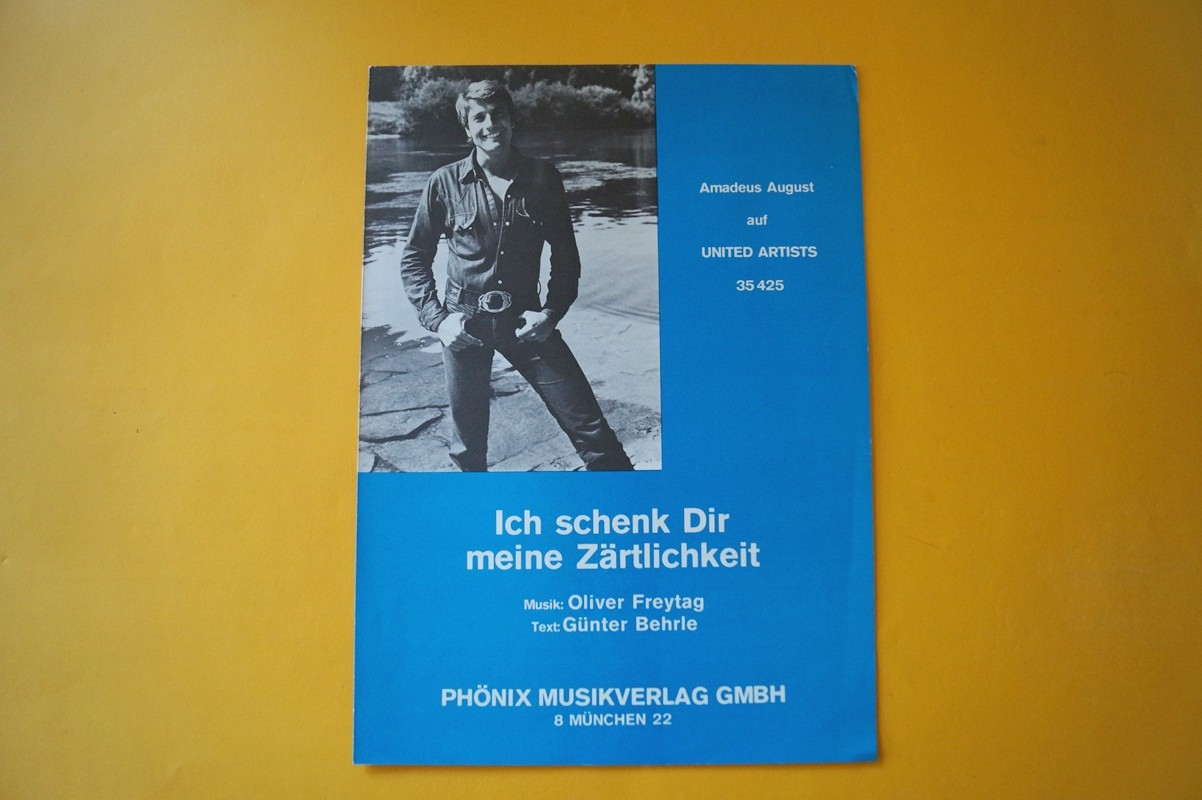 Amadeus August
auf
UNITED ARTISTS
35 425
Ich schenk Dir
meine Zärtlichkeit
Musik: Oliver Freytag
Text: Günter Behrle
PHÖNIX MUSIKVERLAG GMBH
8 MÜNCHEN 22